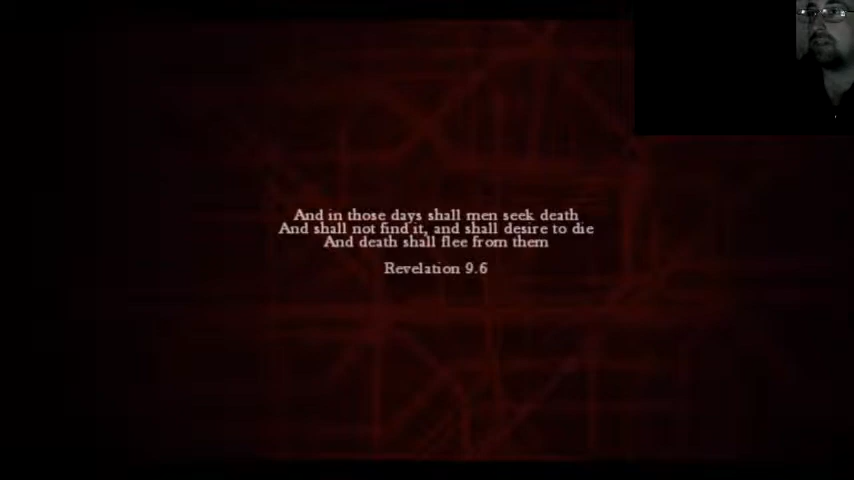 And in those days shall men seek death
And shall not find it, and shall desire to die
And death shall flee from them
Revelation 9.6